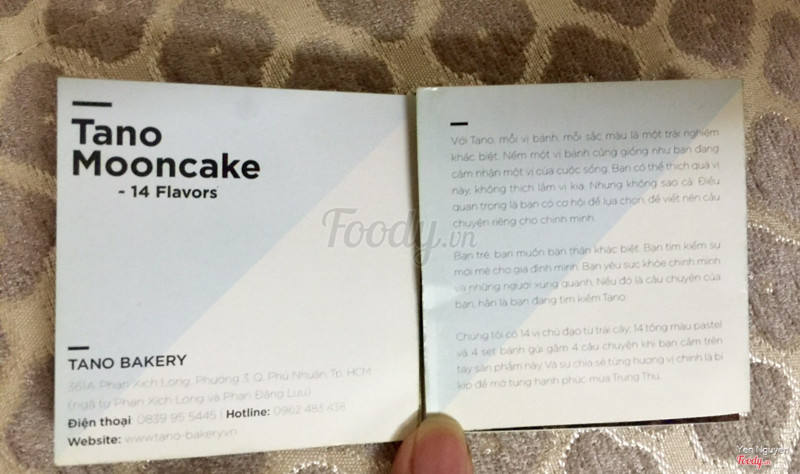 Tano
Mooncake
- 14 Flavors
TANO BAKERY
361A Phan Xích Long, Phường 3, Q. Phú Nhuận, Tp. HCM
(ngã tư Phan Xích Long và Phan Đăng Lưu)
Điện thoại: 0839 95 5445 | Hotline: 0962 483 438
Website: www.tano-bakery.vn
Với Tano, mỗi vị bánh, mỗi sắc màu là một trải nghiệm
khác biệt. Nếm một vị bánh cũng giống như bạn đang
cảm nhận một vị của cuộc sống. Bạn có thể thích quả vị
này, không thích lắm vị kia. Nhưng không sao cả. Điều
quan trọng là bạn có cơ hội để lựa chọn, để viết nên câu
chuyện riêng cho chính mình.
Bạn trẻ, bạn muốn bản thân khác biệt. Bạn tìm kiếm sự
mới mẻ cho gia đình mình. Bạn yêu sức khỏe chính mình
và những người xung quanh. Nếu đó là câu chuyện của
bạn, hẳn là bạn đang tìm kiếm Tano.
Chúng tôi có 14 vị chủ đạo từ trái cây, 14 tông màu pastel
và 4 set bánh gửi gắm 4 câu chuyện khi bạn cầm trên
tay sản phẩm này. Và sự chia sẻ từng hương vị chính là bí
kíp để mở tung hạnh phúc mùa Trung Thu.
Foody.vn
Yen Nguyen
Foody.vn